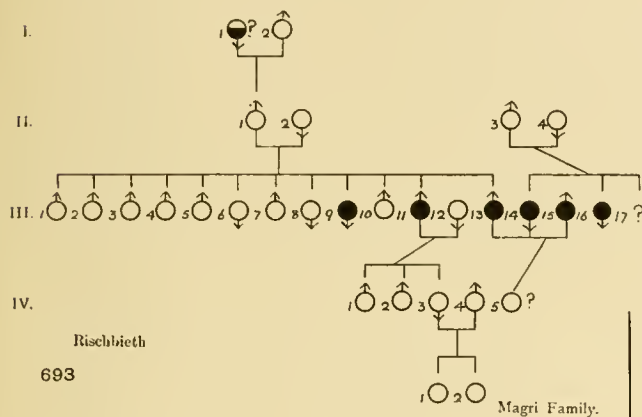 I. 1 ? 2
II. 1 2 3 4
III. 1 2 3 4 5 6 7 8 9 10 11 12 13 14 15 16 17 ?
IV. 1 2 3 4 5 ?
1 2
Rischbieth
693
Magri Family.